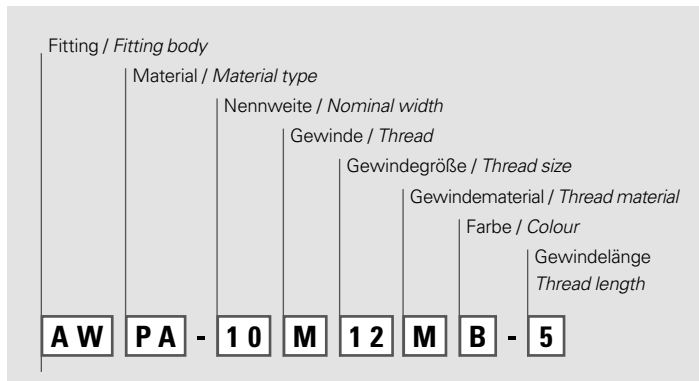 Fitting / Fitting body
Material / Material type
Nennweite / Nominal width
Gewinde / Thread
Gewindegröße / Thread size
Gewindematerial / Thread material
Farbe / Colour
Gewindelänge
Thread length
AW PA - 10 M 12 M B - 5